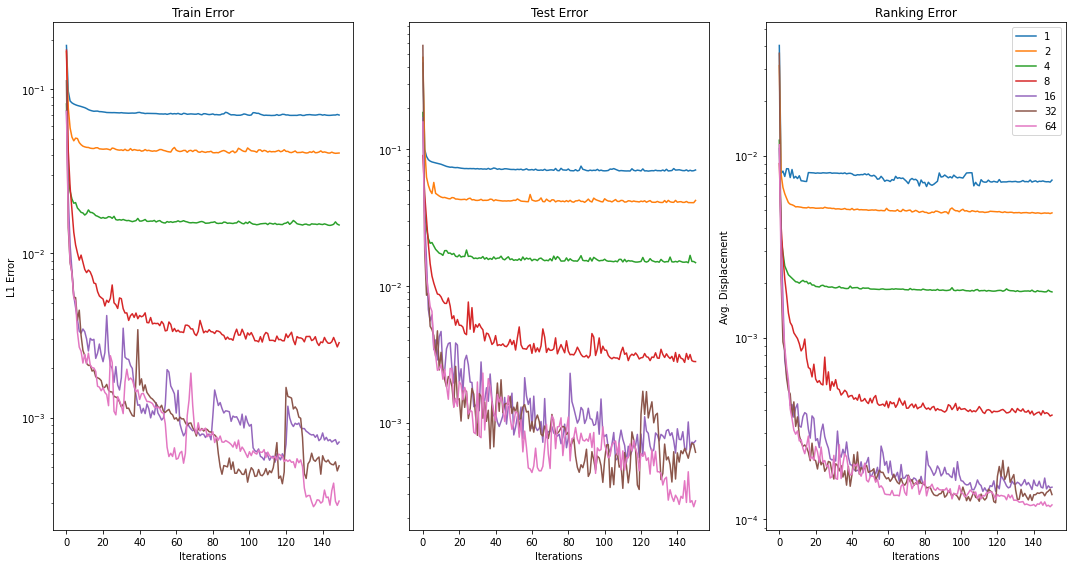 Train Error
L1 Error
10⁻¹
10⁻²
10⁻³
0 20 40 60 80 100 120 140
Iterations
Test Error
10⁻¹
10⁻²
10⁻³
0 20 40 60 80 100 120 140
Iterations
Ranking Error
Avg. Displacement
10⁻²
10⁻³
10⁻⁴
0 20 40 60 80 100 120 140
Iterations
1
2
4
8
16
32
64